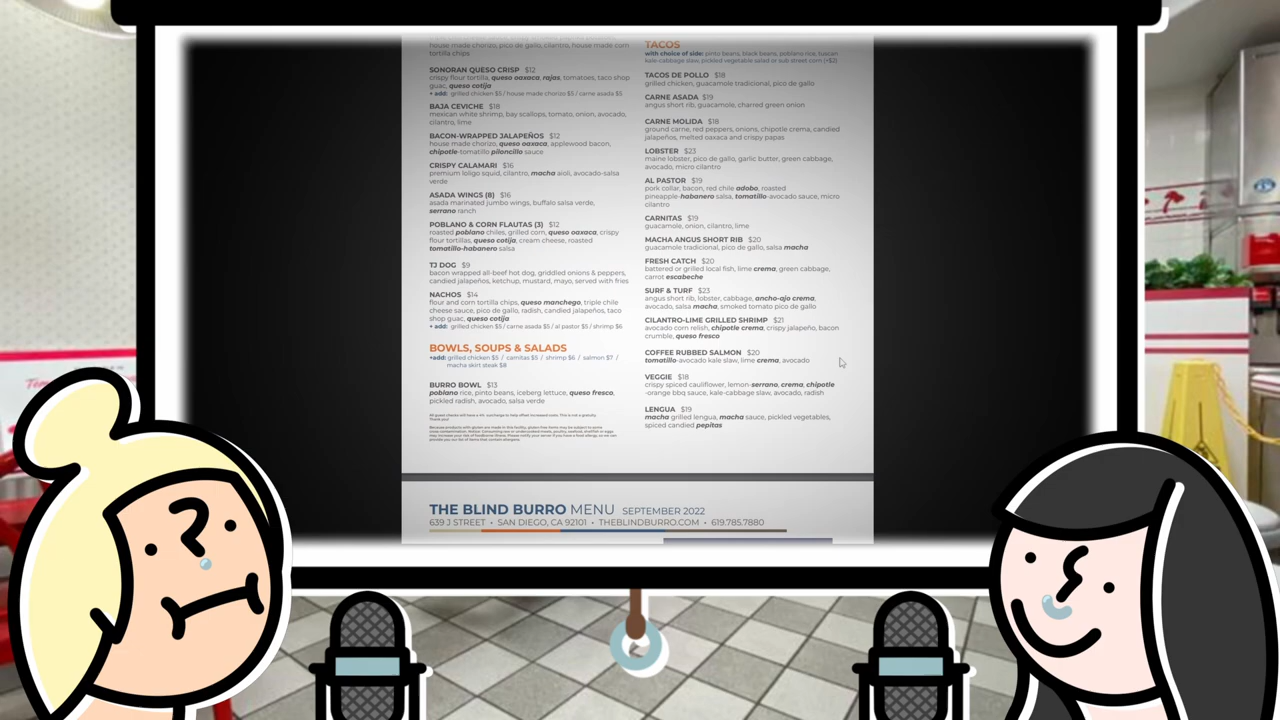 house made chorizo, pico de gallo, cilantro, house made corn
tortilla chips
SONORAN QUESO CRISP $12
crispy flour tortilla, queso oaxaca, rajas, tomatoes, taco shop
guac, queso cotija
+ add: grilled chicken $5 / house made chorizo $5 / carne asada $5
BAJA CEVICHE $18
mexican white shrimp, bay scallops, tomato, onion, avocado,
cilantro, lime
BACON-WRAPPED JALAPEÑOS $12
house made chorizo, queso oaxaca, applewood bacon,
chipotle-tomatillo piloncillo sauce
CRISPY CALAMARI $16
premium loligo squid, cilantro, macha aioli, avocado-salsa
verde
ASADA WINGS (8) $16
asada marinated jumbo wings, buffalo salsa verde,
serrano ranch
POBLANO & CORN FLAUTAS (3) $12
roasted poblano chiles, grilled corn, queso oaxaca, crispy
flour tortillas, queso cotija, cream cheese, roasted
tomatillo-habanero salsa
TJ DOG $9
bacon wrapped all-beef hot dog, griddled onions & peppers,
candied jalapeños, ketchup, mustard, mayo, served with fries
NACHOS $14
flour and corn tortilla chips, queso manchego, triple chile
cheese sauce, pico de gallo, radish, candied jalapeños, taco
shop guac, queso cotija
+ add: grilled chicken $5 / carne asada $5 / al pastor $5 / shrimp $6
BOWLS, SOUPS & SALADS
+add: grilled chicken $5 / carnitas $5 / shrimp $6 / salmon $7 /
macha skirt steak $8
BURRO BOWL $13
poblano rice, pinto beans, iceberg lettuce, queso fresco,
pickled radish, avocado, salsa verde
All guest checks will have a 4% surcharge to help offset increased costs. This is not a gratuity.
Thank you!
TACOS
with choice of side: pinto beans, black beans, poblano rice, tuscan
kale-cabbage slaw, pickled vegetable salad or sub street corn (+$2)
TACOS DE POLLO $18
grilled chicken, guacamole tradicional, pico de gallo
CARNE ASADA $19
angus short rib, guacamole, charred green onion
CARNE MOLIDA $18
ground carne, red peppers, onions, chipotle crema, candied
jalapeños, melted oaxaca and crispy papas
LOBSTER $23
maine lobster, pico de gallo, garlic butter, green cabbage,
avocado, micro cilantro
AL PASTOR $19
pork collar, bacon, red chile adobo, roasted
pineapple-habanero salsa, tomatillo-avocado sauce, micro
cilantro
CARNITAS $19
guacamole, onion, cilantro, lime
MACHA ANGUS SHORT RIB $20
guacamole tradicional, pico de gallo, salsa macha
FRESH CATCH $20
battered or grilled local fish, lime crema, green cabbage,
carrot escabeche
SURF & TURF $23
angus short rib, lobster, cabbage, ancho-ajo crema,
avocado, salsa macha, smoked tomato pico de gallo
CILANTRO-LIME GRILLED SHRIMP $21
avocado corn relish, chipotle crema, crispy jalapeño, bacon
crumble, queso fresco
COFFEE RUBBED SALMON $20
tomatillo-avocado kale slaw, lime crema, avocado
VEGGIE $18
crispy spiced cauliflower, lemon-serrano, crema, chipotle
-orange bbq sauce, kale-cabbage slaw, avocado, radish
LENGUA $19
macha grilled lengua, macha sauce, pickled vegetables,
spiced candied pepitas
THE BLIND BURRO MENU SEPTEMBER 2022
639 J STREET • SAN DIEGO, CA 92101 • THEBLINDBURRO.COM • 619.785.7880